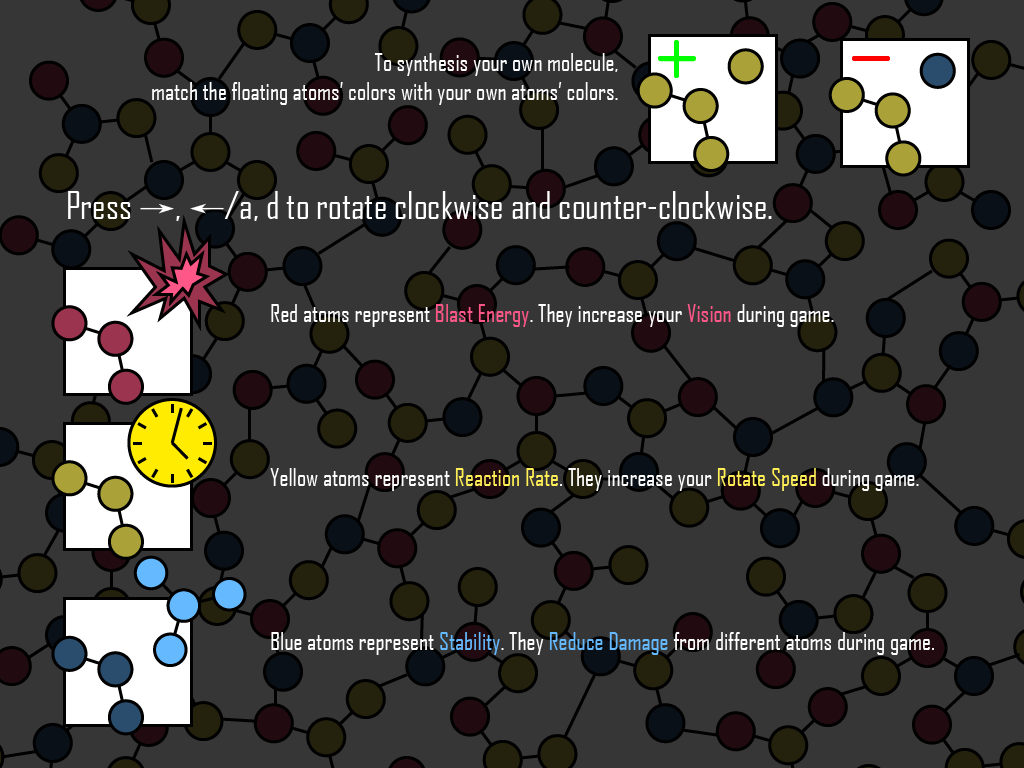 To synthesis your own molecule,
match the floating atoms' colors with your own atoms' colors.
Press →, ←/a, d to rotate clockwise and counter-clockwise.
Red atoms represent Blast Energy. They increase your Vision during game.
Yellow atoms represent Reaction Rate. They increase your Rotate Speed during game.
Blue atoms represent Stability. They Reduce Damage from different atoms during game.